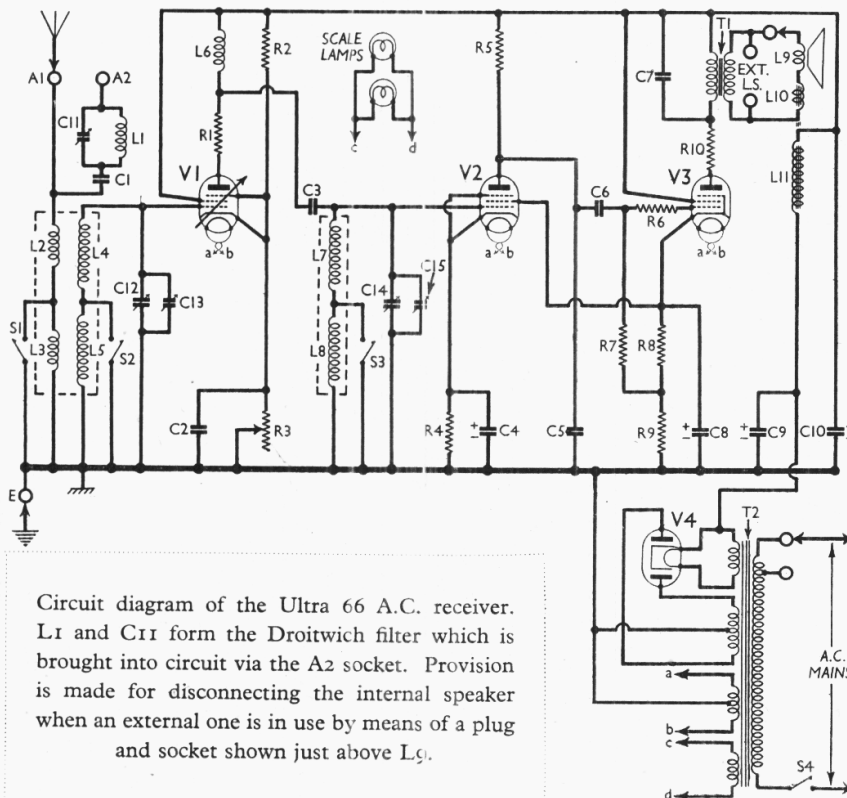 L6
R2
SCALE
LAMPS
R5
T1
L9
A1
A2
C7
EXT.
L.S.
L10
C11
L1
R1
c
d
R10
C1
V1
V2
V3
L11
C3
C6
R6
a b
a b
a b
L2
L4
L7
C12
C13
C14
C15
S1
L3
L5
S2
L8
S3
R7
R8
C2
R3
R4
C4
C5
R9
C8
C9
C10
E
V4
T2
a
b
c
d
A.C.
MAINS
S4
Circuit diagram of the Ultra 66 A.C. receiver.
L1 and C11 form the Droitwich filter which is
brought into circuit via the A2 socket. Provision
is made for disconnecting the internal speaker
when an external one is in use by means of a plug
and socket shown just above L9.